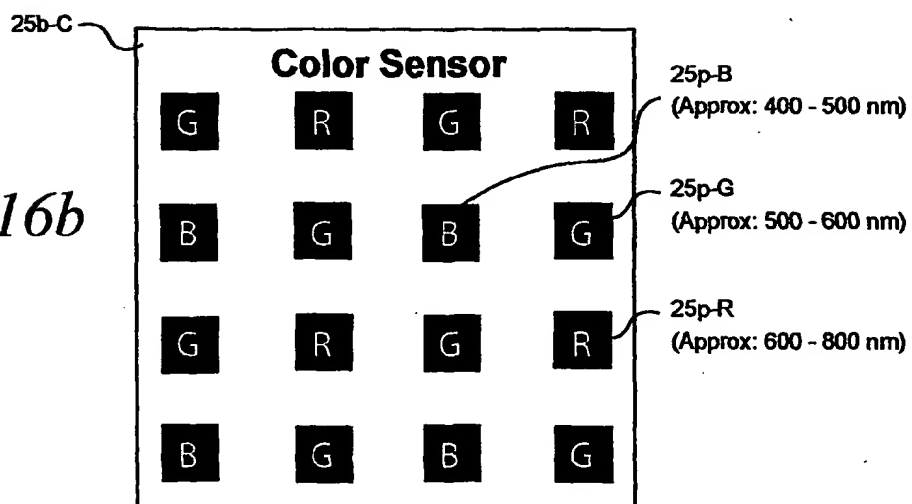 25b-C
Color Sensor
25p-B
(Approx: 400 - 500 nm)
G R G R
25p-G
(Approx: 500 - 600 nm)
16b
B G B G
25p-R
(Approx: 600 - 800 nm)
G R G R
B G B G